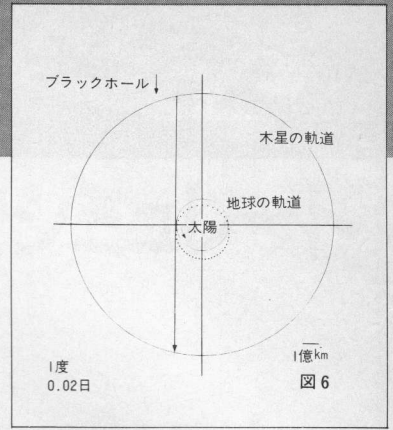 ブラックホール
木星の軌道
地球の軌道
太陽
1億km
1度
0.02日
図6